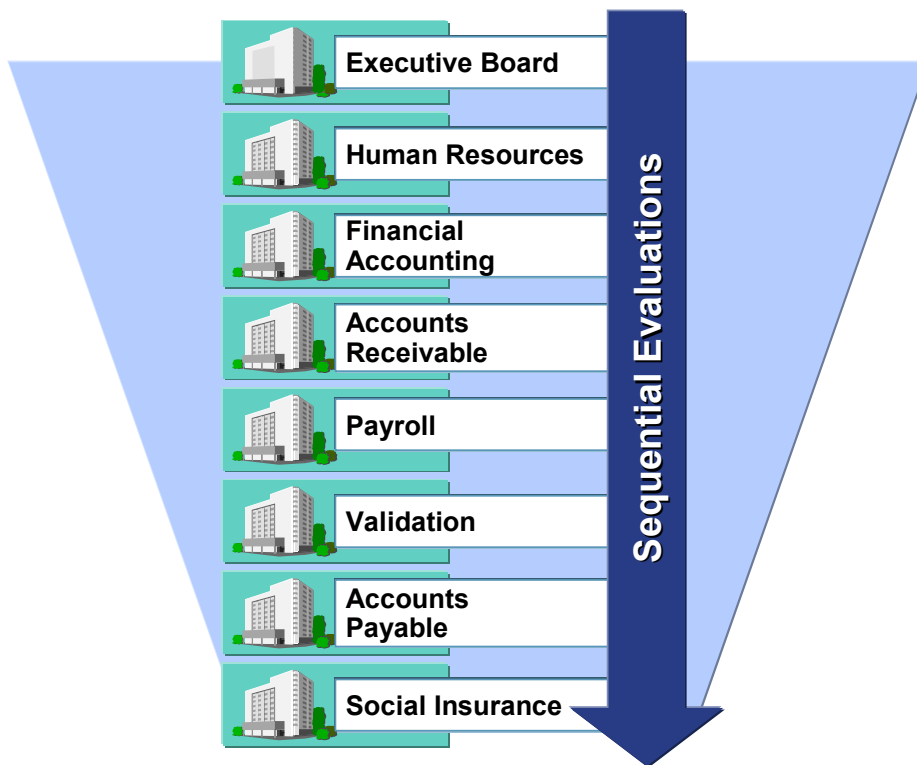 Executive Board
Human Resources
Financial
Accounting
Accounts
Receivable
Payroll
Validation
Accounts
Payable
Social Insurance
Sequential Evaluations